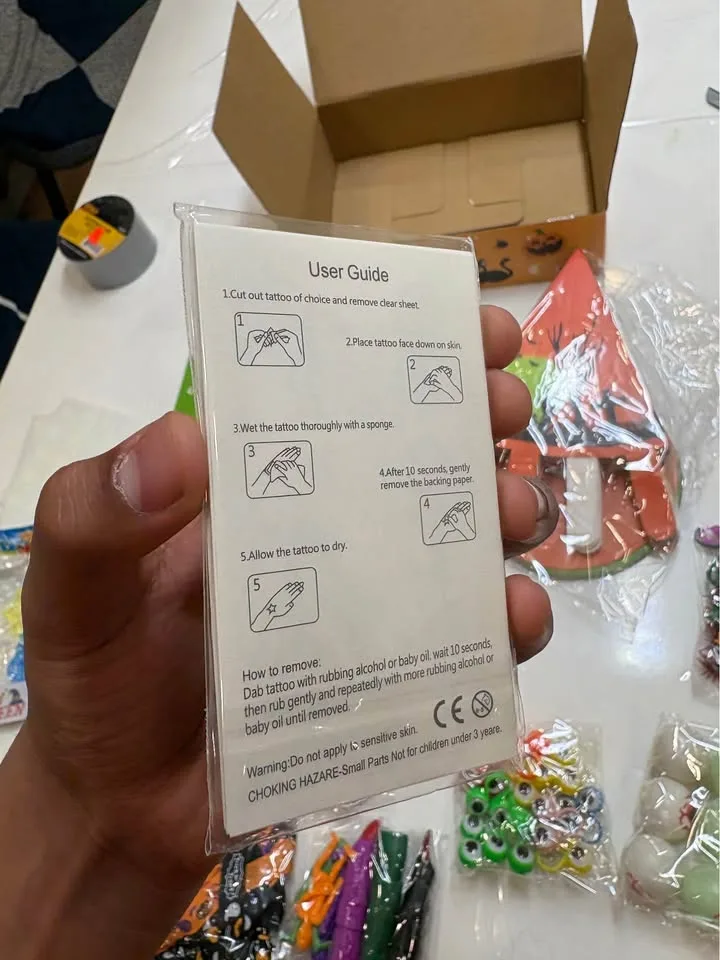 User Guide
1.Cut out tattoo of choice and remove clear sheet.
1
2.Place tattoo face down on skin.
2
3.Wet the tattoo thoroughly with a sponge.
3
4.After 10 seconds, gently
remove the backing paper.
4
5.Allow the tattoo to dry.
5
How to remove:
Dab tattoo with rubbing alcohol or baby oil. wait 10 seconds,
then rub gently and repeatedly with more rubbing alcohol or
baby oil until removed.
CE
Warning:Do not apply to sensitive skin.
CHOKING HAZARE-Small Parts Not for children under 3 yeare.
EEN